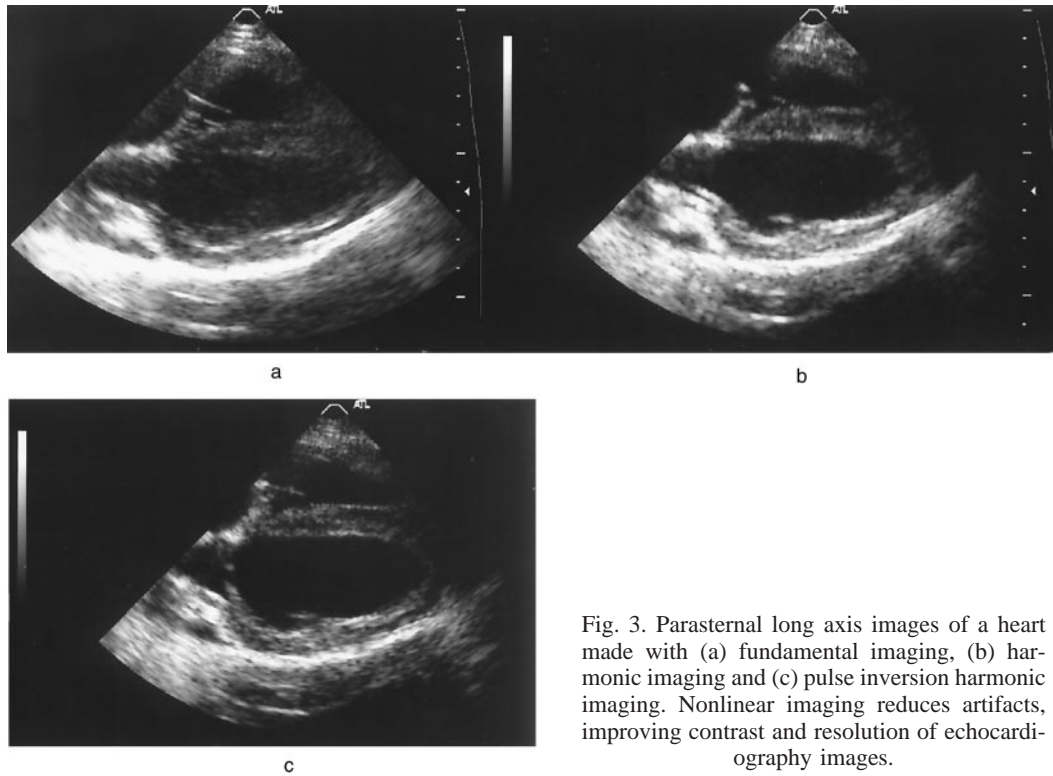 ATL
ATL
a
b
ATL
Fig. 3. Parasternal long axis images of a heart
made with (a) fundamental imaging, (b) har-
monic imaging and (c) pulse inversion harmonic
imaging. Nonlinear imaging reduces artifacts,
improving contrast and resolution of echocardi-
ography images.
c